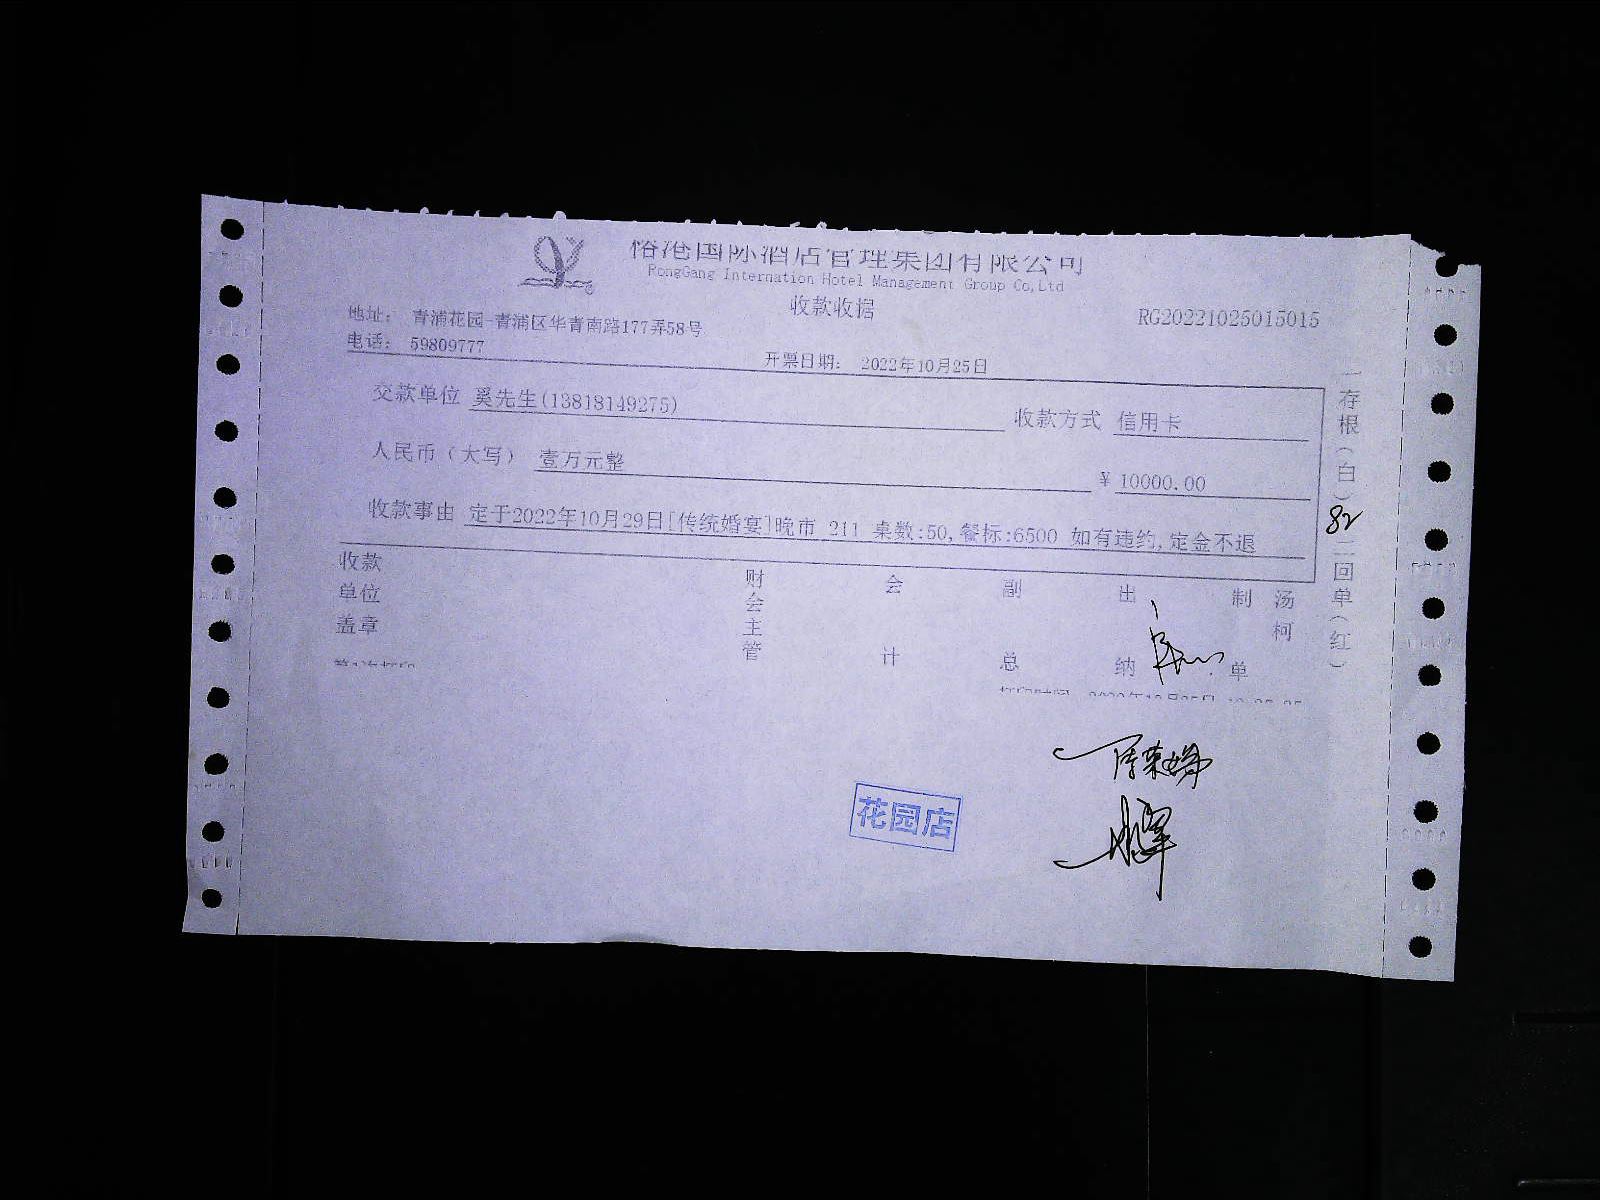 国际酒店管理集团有限公司
RongGang Internation Hotel Management Group Co,Ltd
收款收据
RG20221025015015
地址： 青浦花园-青浦区华青南路177弄58号
电话： 59809777
开票日期： 2022年10月25日
交款单位 奚先生(13818149275) 收款方式 信用卡
人民币（大写） 壹万元整 ¥ 10000.00
收款事由 定于2022年10月29日[传统婚宴]晚市 211 桌数:50,餐标:6500 如有违约,定金不退
收款单位盖章 财会主管 会计 副总 出纳 制单 汤柯
一存根（白）82二回单（红）
花园店